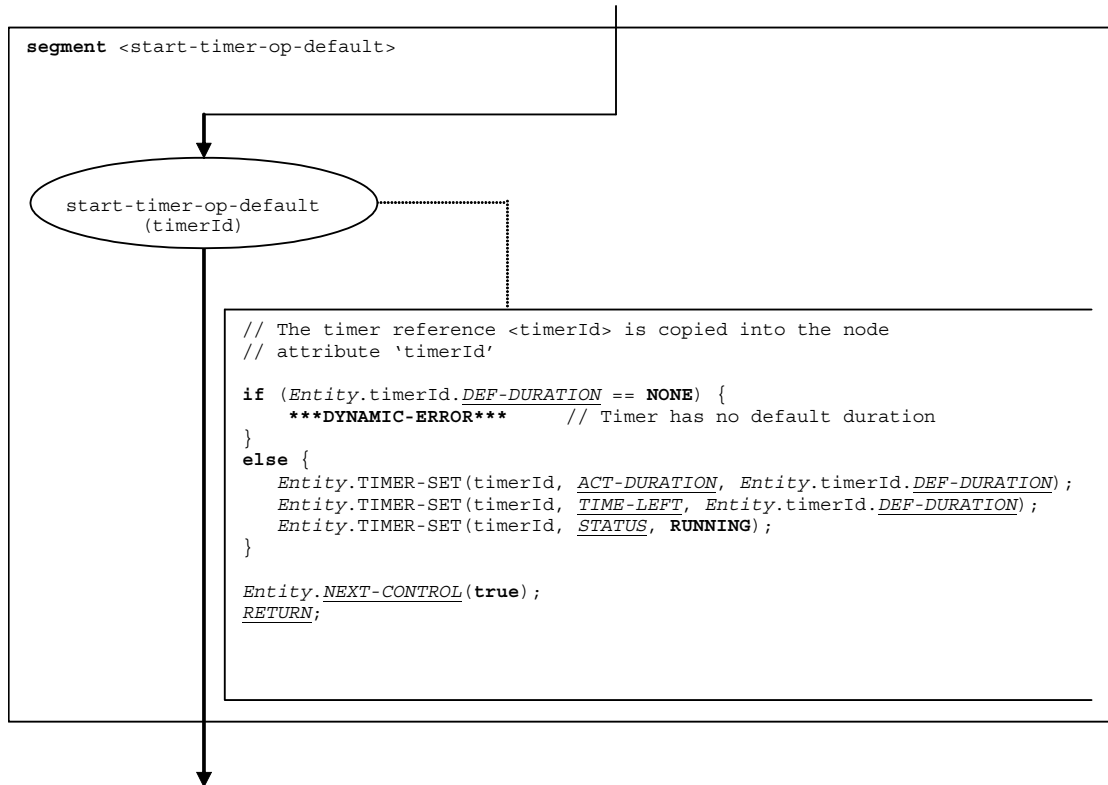 segment <start-timer-op-default>
start-timer-op-default
(timerId)
// The timer reference <timerId> is copied into the node
// attribute ‘timerId’
if (Entity.timerId.DEF-DURATION == NONE) {
***DYNAMIC-ERROR*** // Timer has no default duration
}
else {
Entity.TIMER-SET(timerId, ACT-DURATION, Entity.timerId.DEF-DURATION);
Entity.TIMER-SET(timerId, TIME-LEFT, Entity.timerId.DEF-DURATION);
Entity.TIMER-SET(timerId, STATUS, RUNNING);
}
Entity.NEXT-CONTROL(true);
RETURN;